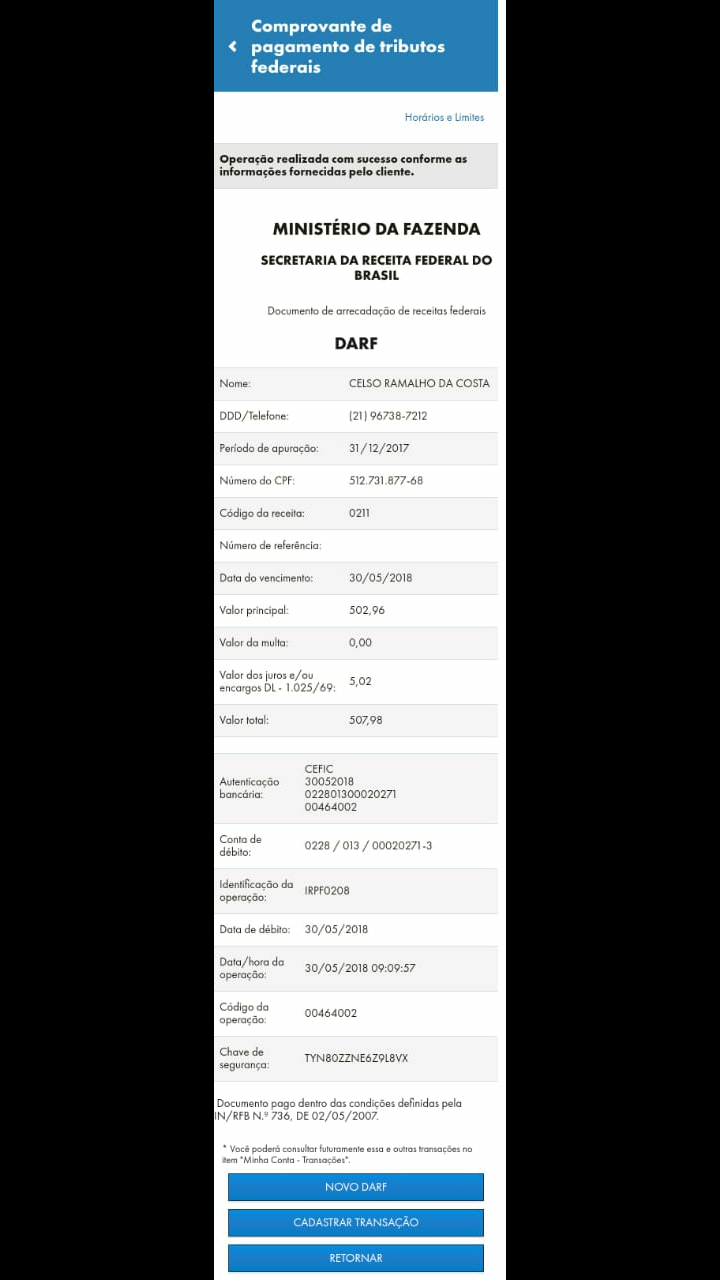 Comprovante de
pagamento de tributos
federais
Horários e Limites
Operação realizada com sucesso conforme as
informações fornecidas pelo cliente.
MINISTÉRIO DA FAZENDA
SECRETARIA DA RECEITA FEDERAL DO
BRASIL
Documento de arrecadação de receitas federais
DARF
Nome: CELSO RAMALHO DA COSTA
DDD/Telefone: (21) 96738-7212
Período de apuração: 31/12/2017
Número do CPF: 512.731.877-68
Código da receita: 0211
Número de referência:
Data do vencimento: 30/05/2018
Valor principal: 502,96
Valor da multa: 0,00
Valor dos juros e/ou
encargos DL - 1.025/69: 5,02
Valor total: 507,98
Autenticação
bancária:
CEFIC
30052018
022801300020271
00464002
Conta de
débito: 0228 / 013 / 00020271-3
Identificação da
operação: IRPF0208
Data de débito: 30/05/2018
Data/hora da
operação: 30/05/2018 09:09:57
Código da
operação: 00464002
Chave de
segurança: TYN80ZZNE6Z9L8VX
Documento pago dentro das condições definidas pela
IN/RFB N.º 736, DE 02/05/2007.
* Você poderá consultar futuramente essa e outras transações no
item "Minha Conta - Transações".
NOVO DARF
CADASTRAR TRANSAÇÃO
RETORNAR